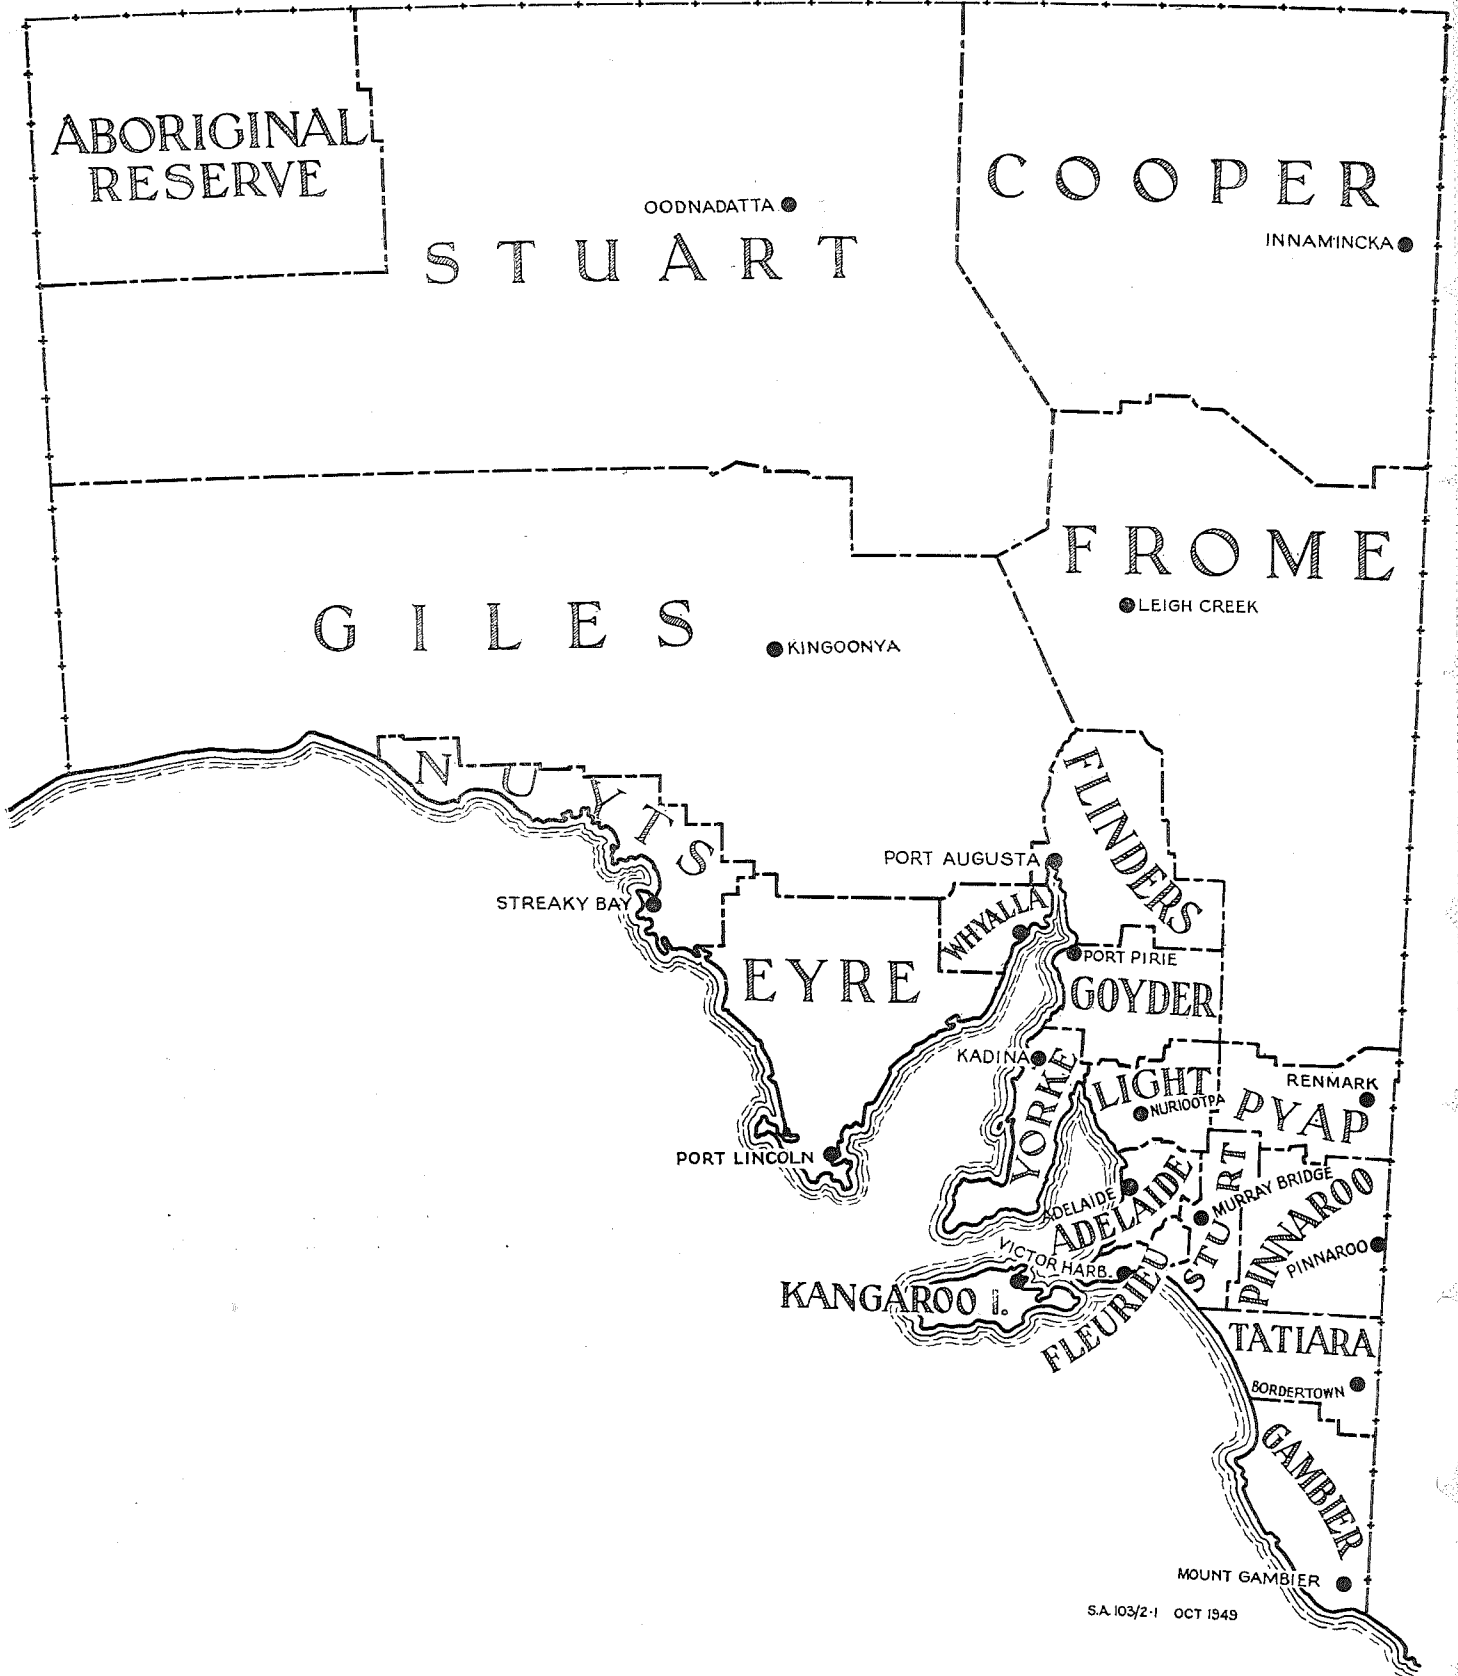 ABORIGINAL
RESERVE
COOPER
OODNADATTA
INNAMINCKA
STUART
FROME
LEIGH CREEK
GILES
KINGOONYA
NUYTS
FLINDERS
PORT AUGUSTA
STREAKY BAY
WHYALLA
EYRE
PORT PIRIE
GOYDER
KADINA
YORKE
LIGHT
NURIOOTPA
RENMARK
PYAP
PORT LINCOLN
ADELAIDE
ADELAIDE
STURT
MURRAY BRIDGE
PINNAROO
PINNAROO
VICTOR HARB.
KANGAROO I.
FLEURIEU
TATIARA
BORDERTOWN
GAMBIER
MOUNT GAMBIER
S.A. 103/2-1 OCT 1949